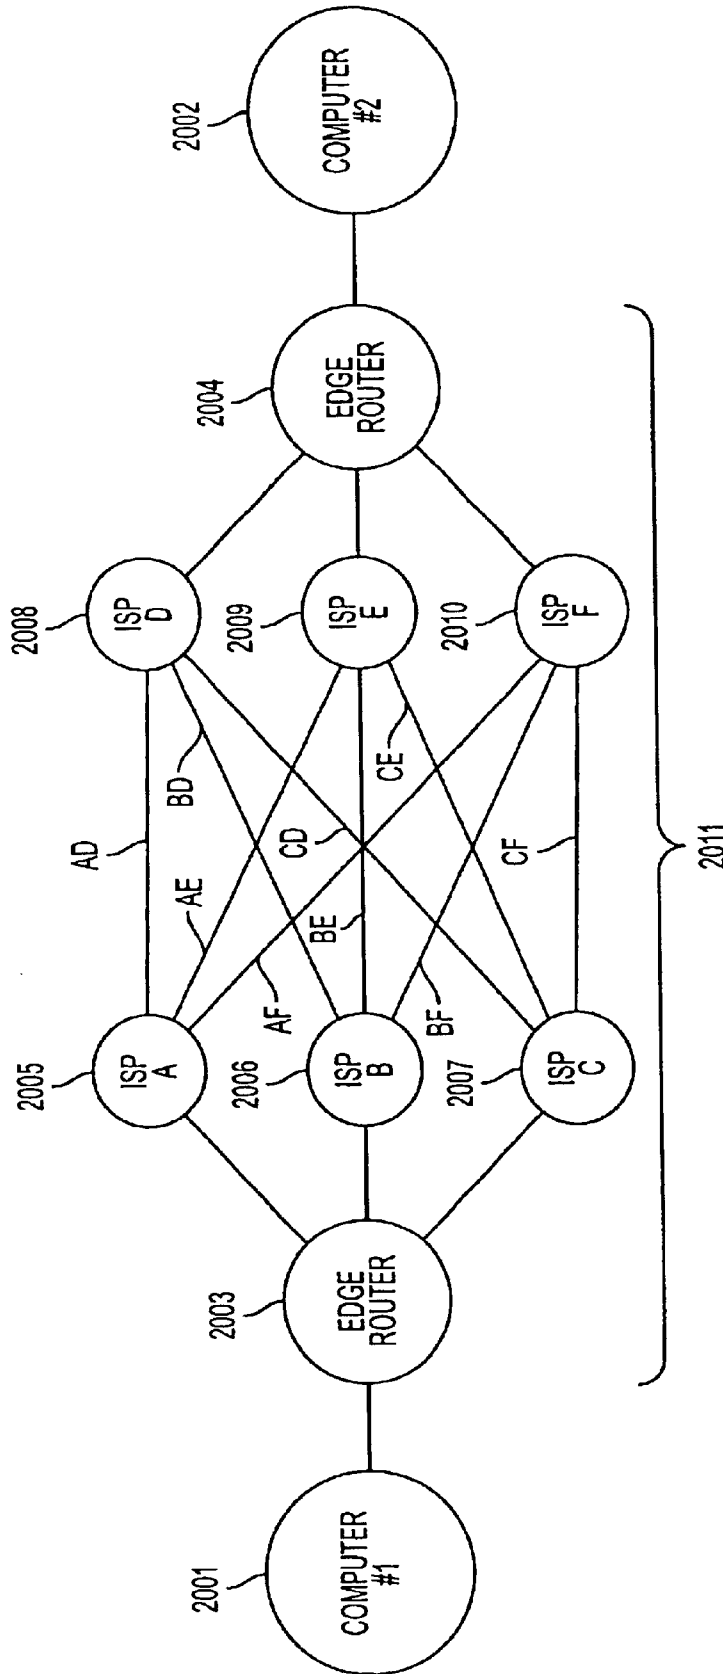 2001
COMPUTER
#1
2003
EDGE
ROUTER
2005
ISP
A
2006
ISP
B
2007
ISP
C
AD
AE
BD
AF
CD
BE
CE
BF
CF
2008
ISP
D
2009
ISP
E
2010
ISP
F
2004
EDGE
ROUTER
2002
COMPUTER
#2
2011